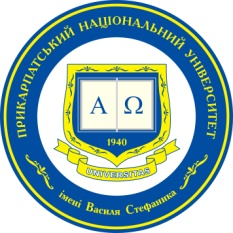 ПРИКАРПАТСЬКИЙ НАЦІОНАЛЬНИЙ УНІВЕРСИТЕТ
Α Ω
1940
UNIVERSITAS
імені Василя Стефаника